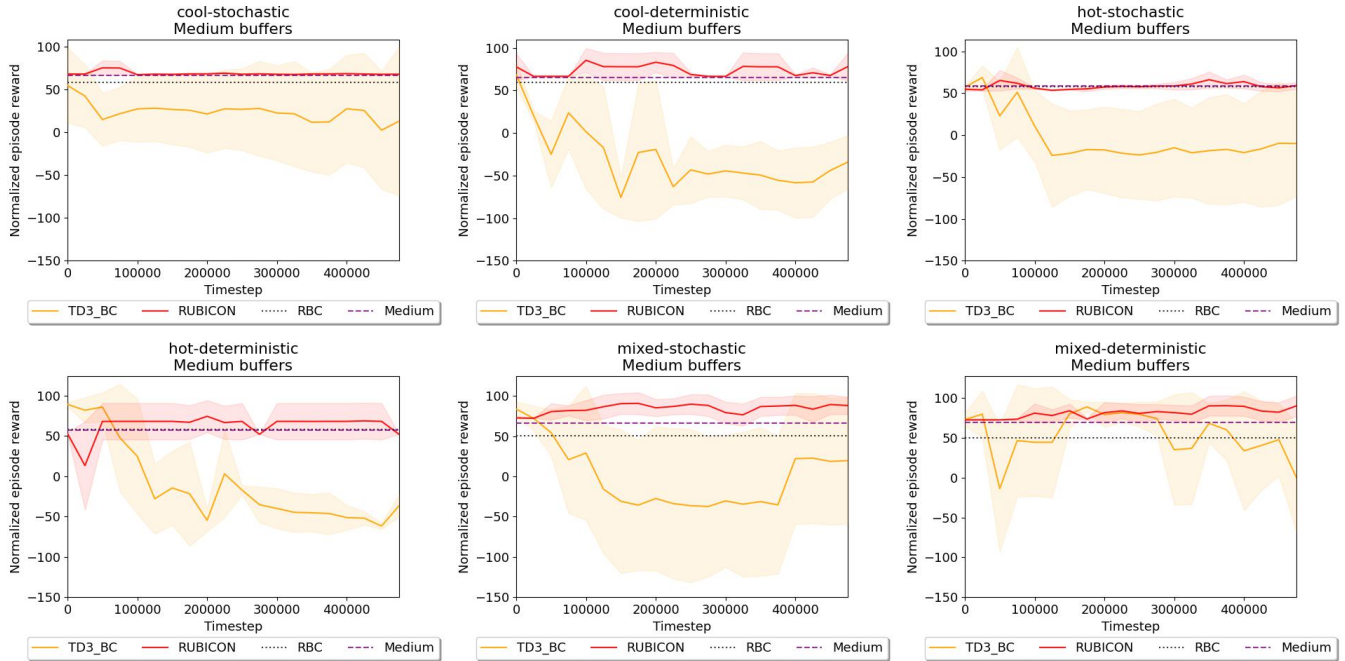 cool-stochastic
Medium buffers
100
50
0
−50
−100
−150
Normalized episode reward
0 100000 200000 300000 400000
Timestep
TD3_BC RUBICON RBC Medium
cool-deterministic
Medium buffers
100
50
0
−50
−100
−150
Normalized episode reward
0 100000 200000 300000 400000
Timestep
TD3_BC RUBICON RBC Medium
hot-stochastic
Medium buffers
100
50
0
−50
−100
−150
Normalized episode reward
0 100000 200000 300000 400000
Timestep
TD3_BC RUBICON RBC Medium
hot-deterministic
Medium buffers
100
50
0
−50
−100
−150
Normalized episode reward
0 100000 200000 300000 400000
Timestep
TD3_BC RUBICON RBC Medium
mixed-stochastic
Medium buffers
100
50
0
−50
−100
−150
Normalized episode reward
0 100000 200000 300000 400000
Timestep
TD3_BC RUBICON RBC Medium
mixed-deterministic
Medium buffers
100
50
0
−50
−100
−150
Normalized episode reward
0 100000 200000 300000 400000
Timestep
TD3_BC RUBICON RBC Medium